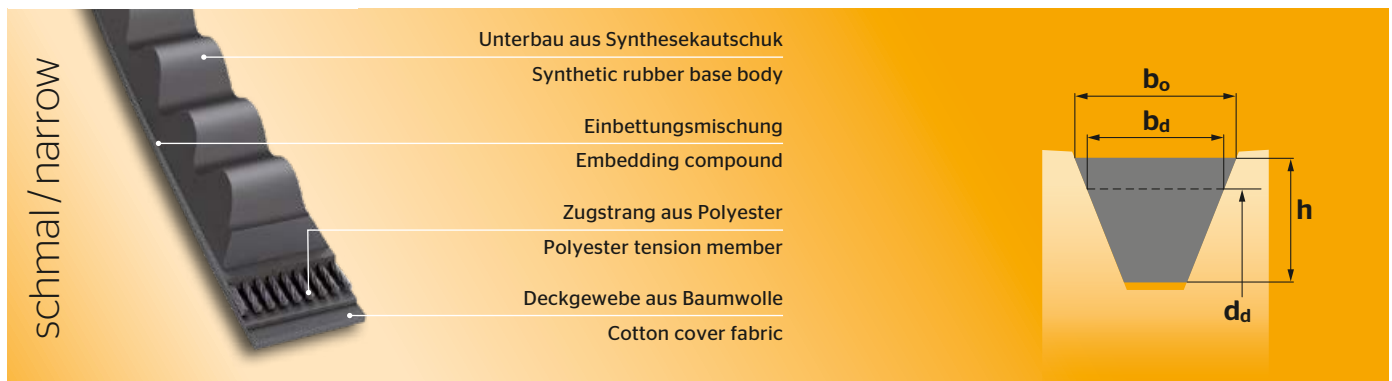 schmal / narrow
Unterbau aus Synthesekautschuk
Synthetic rubber base body
Einbettungsmischung
Embedding compound
Zugstrang aus Polyester
Polyester tension member
Deckgewebe aus Baumwolle
Cotton cover fabric
bo
bd
h
dd